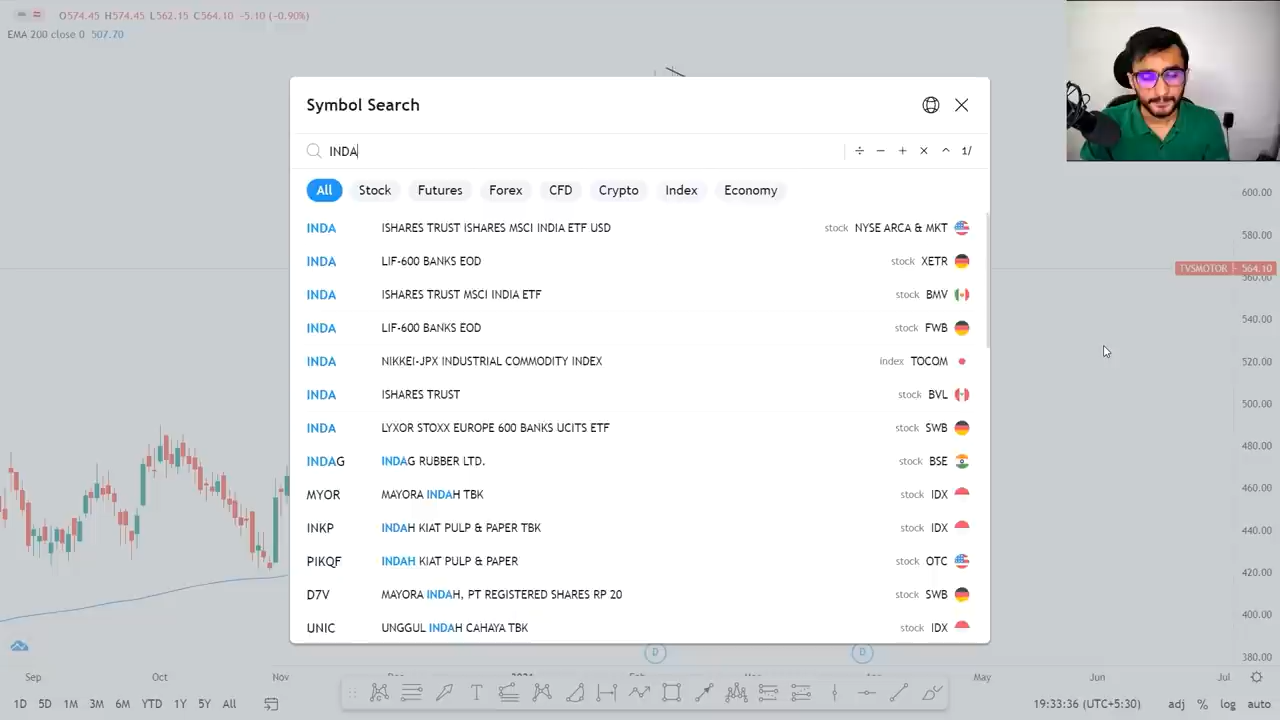 O574.45 H574.45 L562.15 C564.10 -5.10 (-0.90%)
EMA 200 close 0 507.70
Symbol Search
INDA
÷ − + × ^ 1/
All Stock Futures Forex CFD Crypto Index Economy
INDA ISHARES TRUST ISHARES MSCI INDIA ETF USD stock NYSE ARCA & MKT
INDA LIF-600 BANKS EOD stock XETR
INDA ISHARES TRUST MSCI INDIA ETF stock BMV
INDA LIF-600 BANKS EOD stock FWB
INDA NIKKEI-JPX INDUSTRIAL COMMODITY INDEX index TOCOM
INDA ISHARES TRUST stock BVL
INDA LYXOR STOXX EUROPE 600 BANKS UCITS ETF stock SWB
INDAG INDAG RUBBER LTD. stock BSE
MYOR MAYORA INDAH TBK stock IDX
INKP INDAH KIAT PULP & PAPER TBK stock IDX
PIKQF INDAH KIAT PULP & PAPER stock OTC
D7V MAYORA INDAH, PT REGISTERED SHARES RP 20 stock SWB
UNIC UNGGUL INDAH CAHAYA TBK stock IDX
600.00
580.00
TVSMOTOR 564.10
560.00
540.00
520.00
500.00
480.00
460.00
440.00
420.00
400.00
380.00
D D
Sep Oct Nov Dec 2021 Feb Mar Apr May Jun Jul
1D 5D 1M 3M 6M YTD 1Y 5Y All 19:33:36 (UTC+5:30) adj % log auto